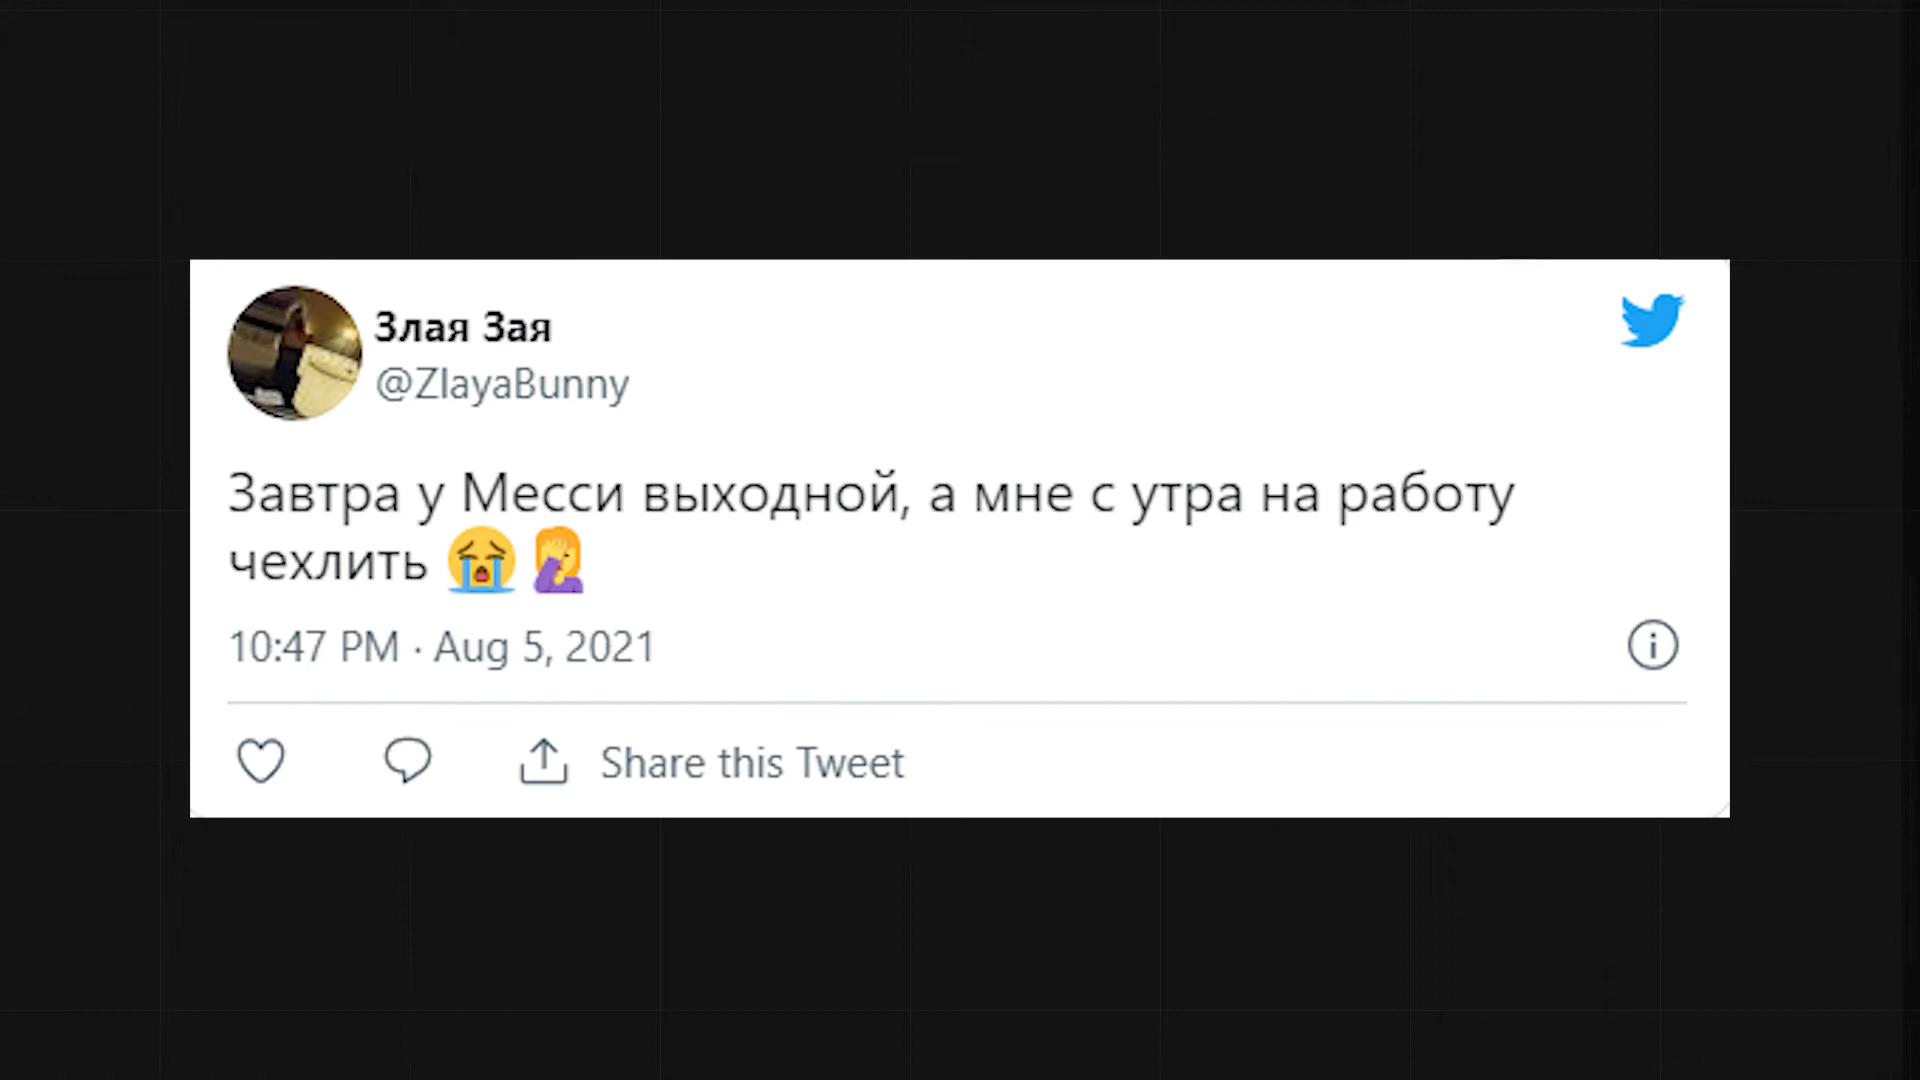 Злая Зая
@ZlayaBunny
Завтра у Месси выходной, а мне с утра на работу
чехлить 😭 🤦‍♀️
10:47 PM · Aug 5, 2021
Share this Tweet